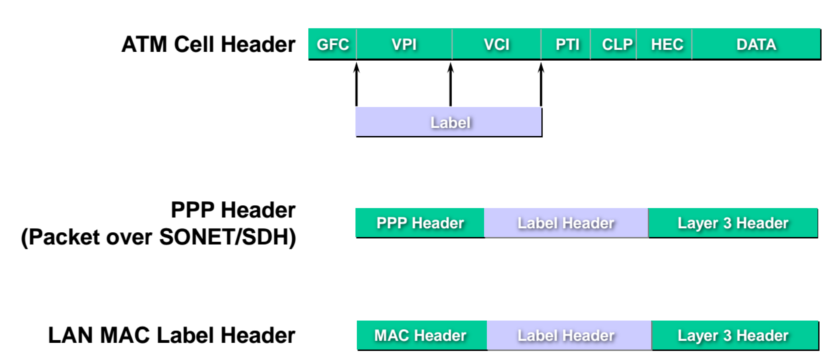 ATM Cell Header GFC VPI VCI PTI CLP HEC DATA
Label
PPP Header
(Packet over SONET/SDH)
PPP Header Label Header Layer 3 Header
LAN MAC Label Header MAC Header Label Header Layer 3 Header